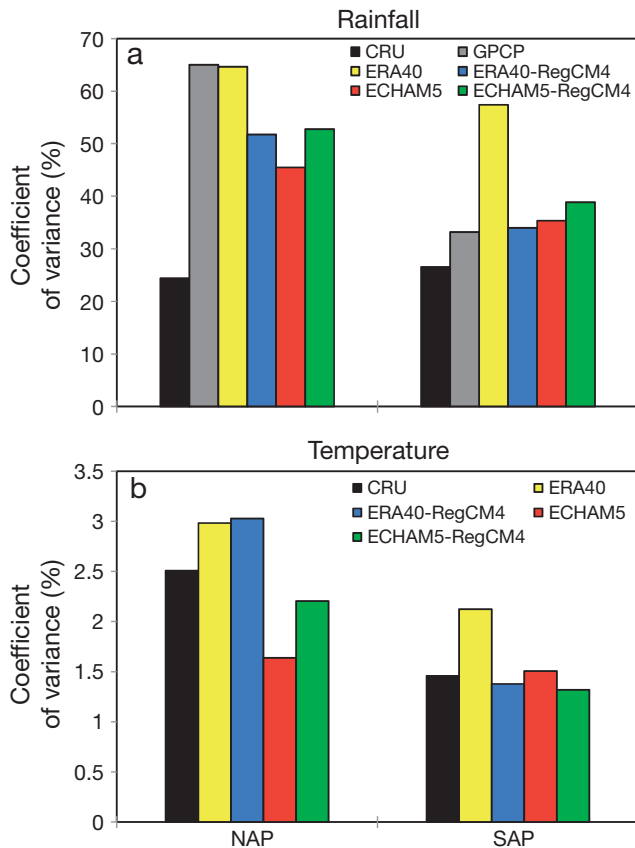 Rainfall
a
CRU
GPCP
ERA40
ERA40-RegCM4
ECHAM5
ECHAM5-RegCM4
Coefficient
of variance (%)
70
60
50
40
30
20
10
0
Temperature
b
CRU
ERA40
ERA40-RegCM4
ECHAM5
ECHAM5-RegCM4
Coefficient
of variance (%)
3.5
3
2.5
2
1.5
1
0.5
0
NAP
SAP